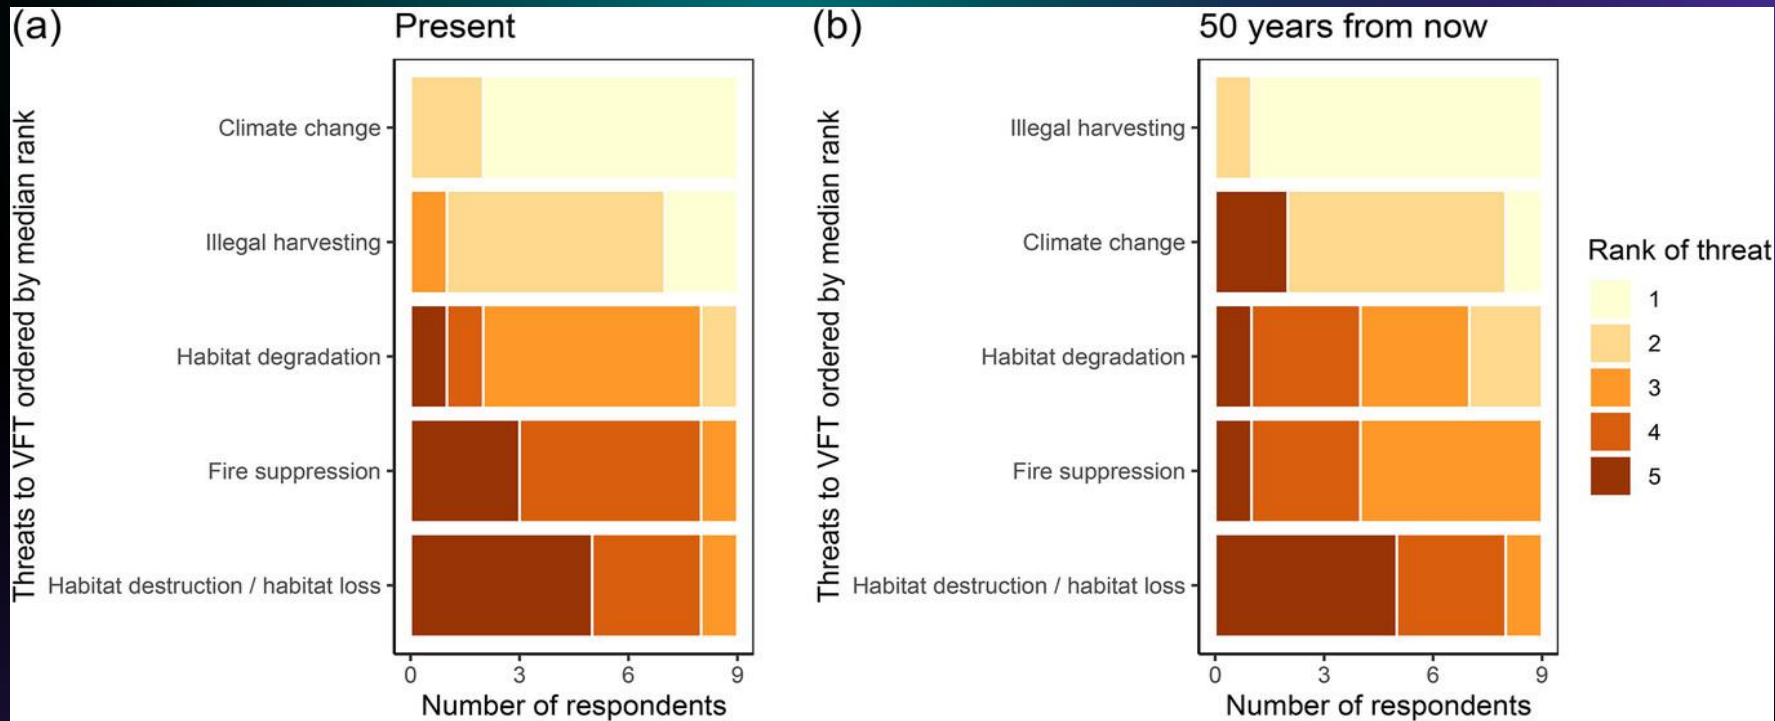 (a)
Present
Threats to VFT ordered by median rank
Climate change
Illegal harvesting
Habitat degradation
Fire suppression
Habitat destruction / habitat loss
0 3 6 9
Number of respondents
(b)
50 years from now
Threats to VFT ordered by median rank
Illegal harvesting
Climate change
Habitat degradation
Fire suppression
Habitat destruction / habitat loss
0 3 6 9
Number of respondents
Rank of threat
1
2
3
4
5